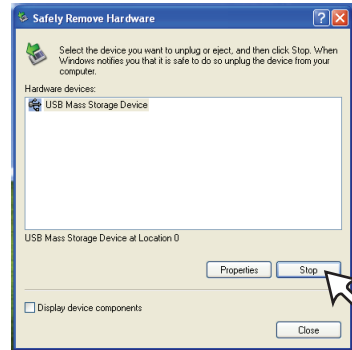 Safely Remove Hardware
Select the device you want to unplug or eject, and then click Stop. When
Windows notifies you that it is safe to do so unplug the device from your
computer.
Hardware devices:
USB Mass Storage Device
USB Mass Storage Device at Location 0
Properties
Stop
Display device components
Close